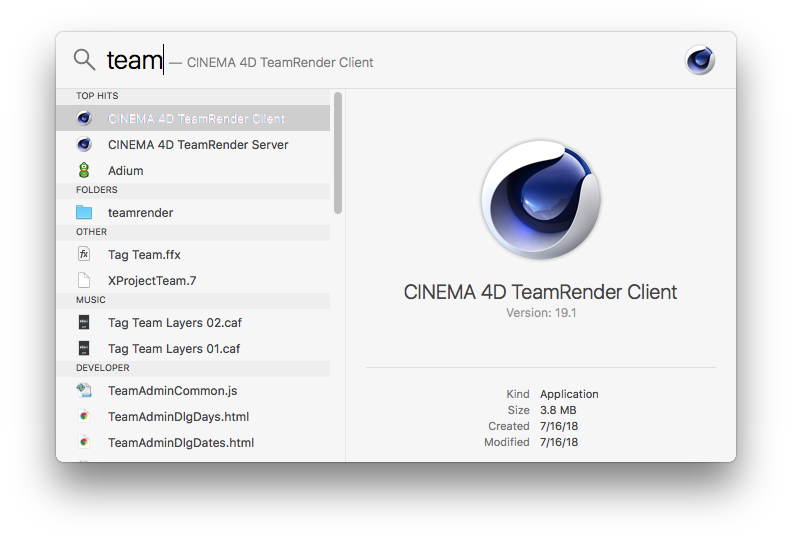 team — CINEMA 4D TeamRender Client
TOP HITS
CINEMA 4D TeamRender Client
CINEMA 4D TeamRender Server
Adium
FOLDERS
teamrender
OTHER
Tag Team.ffx
XProjectTeam.7
MUSIC
Tag Team Layers 02.caf
Tag Team Layers 01.caf
DEVELOPER
TeamAdminCommon.js
TeamAdminDlgDays.html
TeamAdminDlgDates.html
CINEMA 4D TeamRender Client
Version: 19.1
Kind Application
Size 3.8 MB
Created 7/16/18
Modified 7/16/18